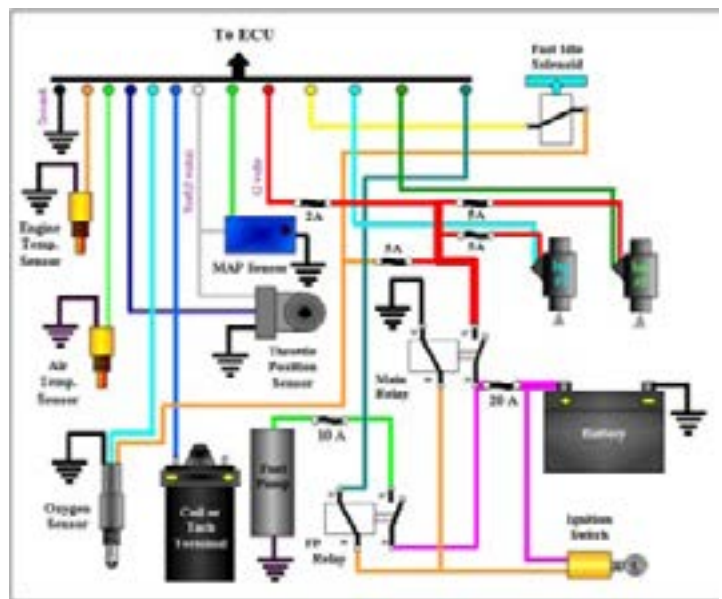 To ECU
Fast Idle
Solenoid
Ground
12 volts
2A
5A
5A
5A
Engine
Temp.
Sensor
MAP Sensor
Air
Temp.
Sensor
Throttle
Position
Sensor
Main
Relay
20 A
Battery
10 A
Fuel
Pump
Oxygen
Sensor
Coil or
Tach
Terminal
FP
Relay
Ignition
Switch